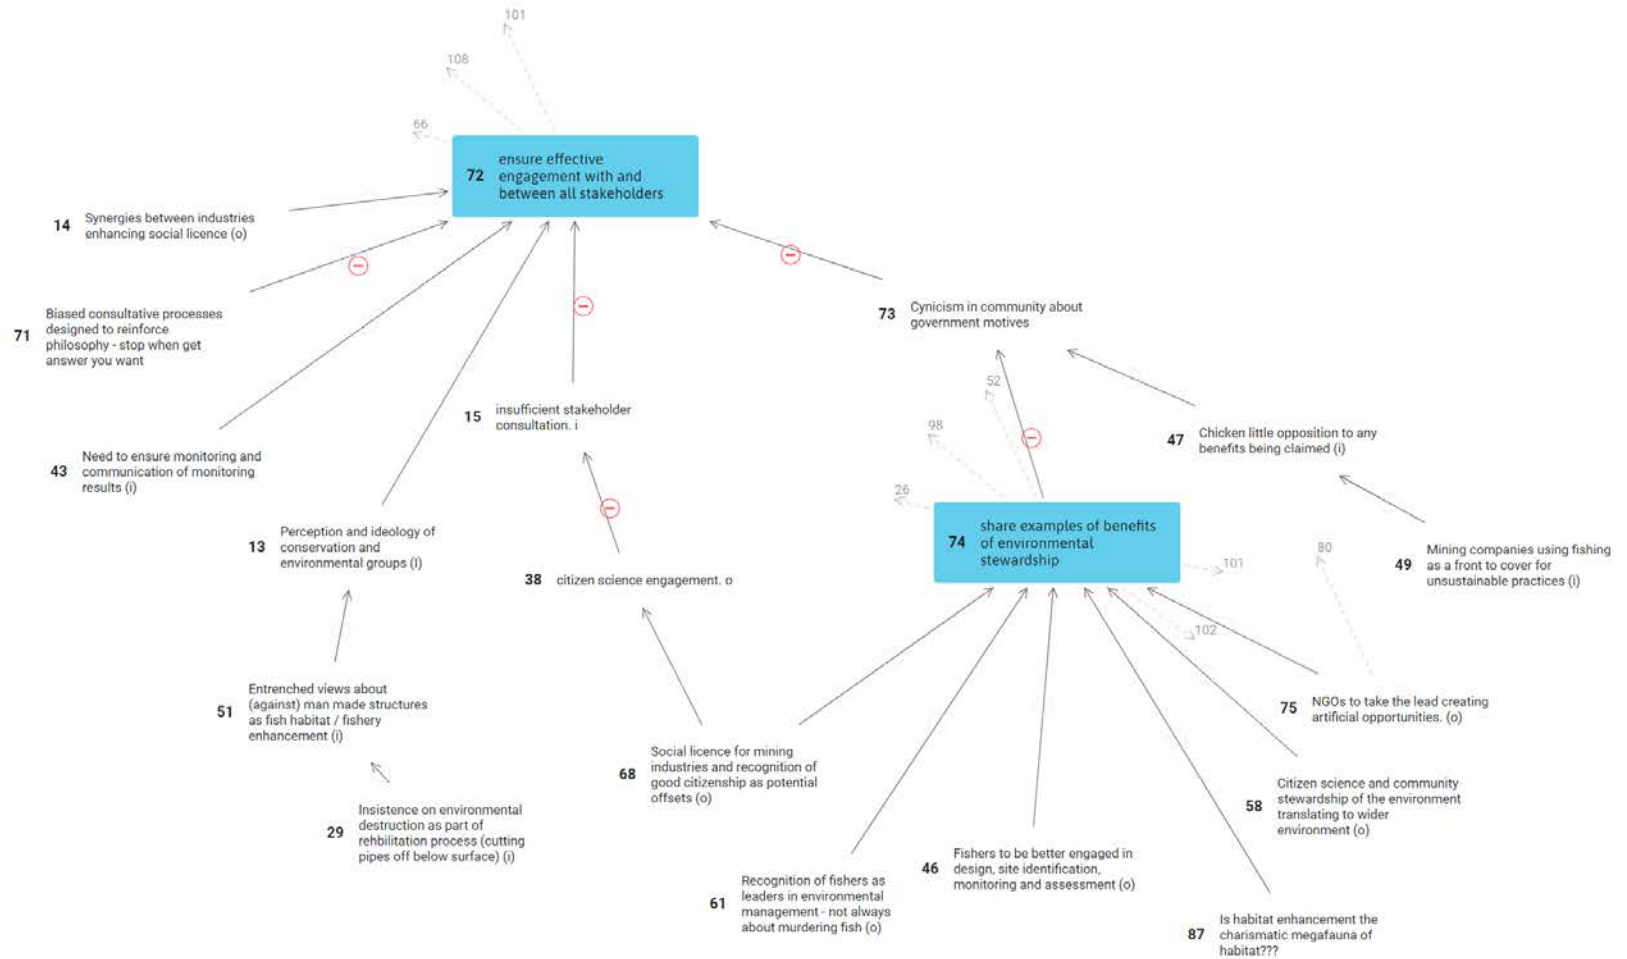 101
108
66
72
ensure effective
engagement with and
between all stakeholders
14
Synergies between industries
enhancing social licence (o)
71
Biased consultative processes
designed to reinforce
philosophy - stop when get
answer you want
73
Cynicism in community about
government motives
52
98
26
15
insufficient stakeholder
consultation. i
47
Chicken little opposition to any
benefits being claimed (i)
43
Need to ensure monitoring and
communication of monitoring
results (i)
13
Perception and ideology of
conservation and
environmental groups (I)
74
share examples of benefits
of environmental
stewardship
80
49
Mining companies using fishing
as a front to cover for
unsustainable practices (i)
38
citizen science engagement. o
101
102
51
Entrenched views about
(against) man made structures
as fish habitat / fishery
enhancement (i)
75
NGOs to take the lead creating
artificial opportunities. (o)
68
Social licence for mining
industries and recognition of
good citizenship as potential
offsets (o)
58
Citizen science and community
stewardship of the environment
translating to wider
environment (o)
29
Insistence on environmental
destruction as part of
rehbilitation process (cutting
pipes off below surface) (i)
46
Fishers to be better engaged in
design, site identification,
monitoring and assessment (o)
61
Recognition of fishers as
leaders in environmental
management - not always
about murdering fish (o)
87
Is habitat enhancement the
charismatic megafauna of
habitat???